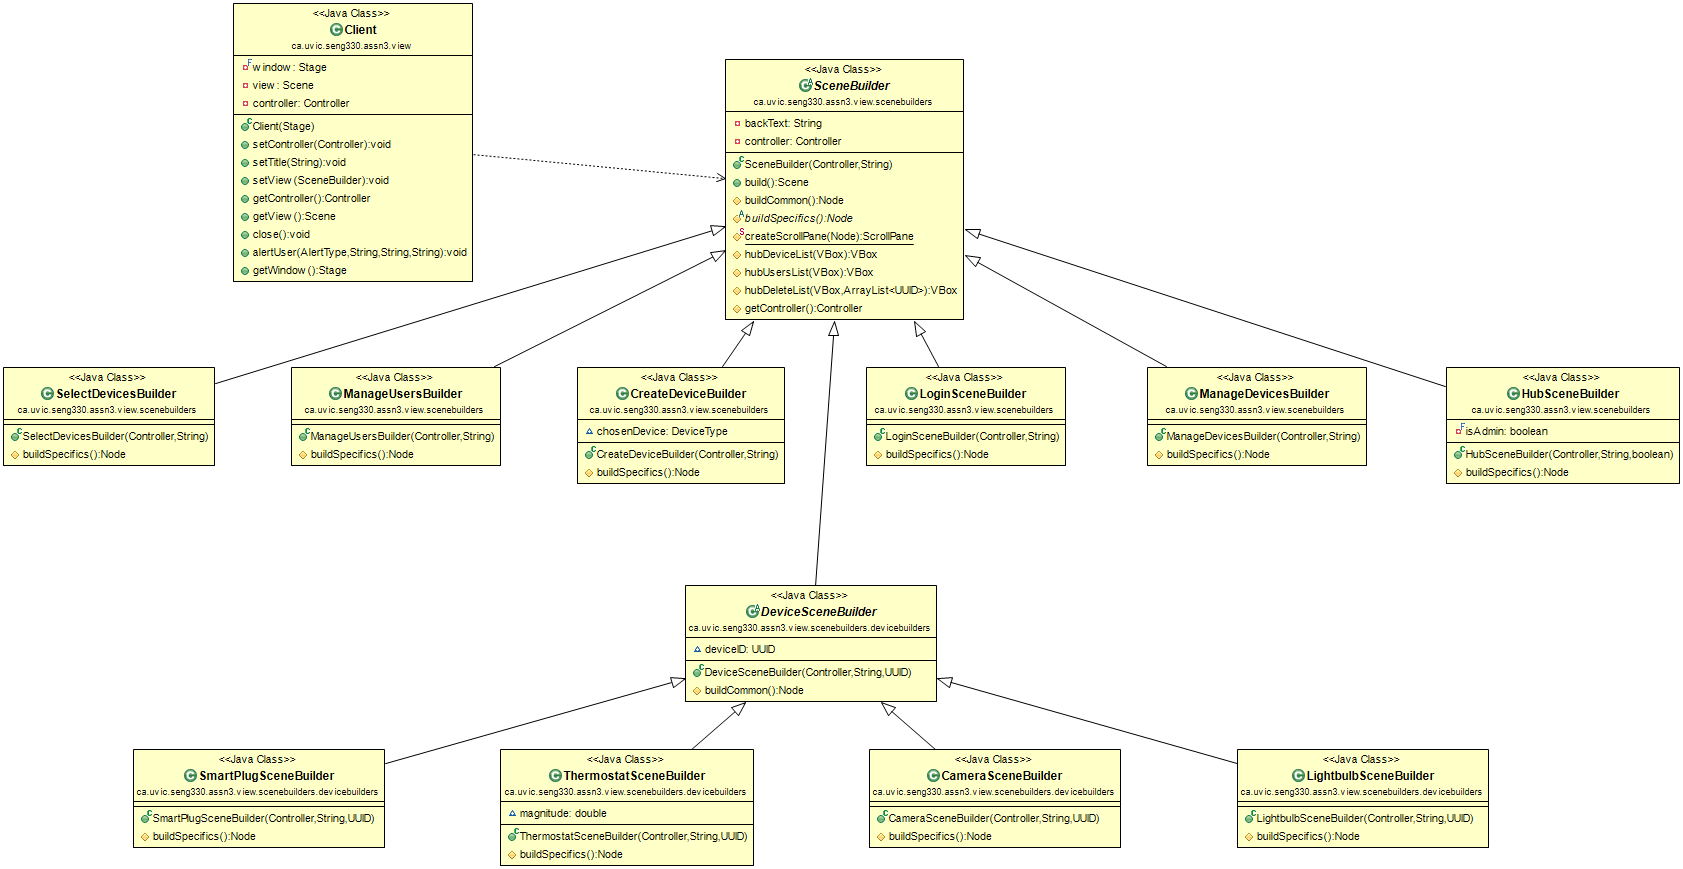 <<Java Class>>
Client
ca.uvic.seng330.assn3.view
window: Stage
view: Scene
controller: Controller
Client(Stage)
setController(Controller):void
setTitle(String):void
setView(SceneBuilder):void
getController():Controller
getView():Scene
close():void
alertUser(AlertType,String,String,String):void
getWindow():Stage
<<Java Class>>
SceneBuilder
ca.uvic.seng330.assn3.view.scenebuilders
backText: String
controller: Controller
SceneBuilder(Controller,String)
build():Scene
buildCommon():Node
buildSpecifics():Node
createScrollPane(Node):ScrollPane
hubDeviceList(VBox):VBox
hubUsersList(VBox):VBox
hubDeleteList(VBox,ArrayList<UUID>):VBox
getController():Controller
<<Java Class>>
SelectDevicesBuilder
ca.uvic.seng330.assn3.view.scenebuilders
SelectDevicesBuilder(Controller,String)
buildSpecifics():Node
<<Java Class>>
ManageUsersBuilder
ca.uvic.seng330.assn3.view.scenebuilders
ManageUsersBuilder(Controller,String)
buildSpecifics():Node
<<Java Class>>
CreateDeviceBuilder
ca.uvic.seng330.assn3.view.scenebuilders
chosenDevice: DeviceType
CreateDeviceBuilder(Controller,String)
buildSpecifics():Node
<<Java Class>>
LoginSceneBuilder
ca.uvic.seng330.assn3.view.scenebuilders
LoginSceneBuilder(Controller,String)
buildSpecifics():Node
<<Java Class>>
ManageDevicesBuilder
ca.uvic.seng330.assn3.view.scenebuilders
ManageDevicesBuilder(Controller,String)
buildSpecifics():Node
<<Java Class>>
HubSceneBuilder
ca.uvic.seng330.assn3.view.scenebuilders
isAdmin: boolean
HubSceneBuilder(Controller,String,boolean)
buildSpecifics():Node
<<Java Class>>
DeviceSceneBuilder
ca.uvic.seng330.assn3.view.scenebuilders.devicebuilders
deviceID: UUID
DeviceSceneBuilder(Controller,String,UUID)
buildCommon():Node
<<Java Class>>
SmartPlugSceneBuilder
ca.uvic.seng330.assn3.view.scenebuilders.devicebuilders
SmartPlugSceneBuilder(Controller,String,UUID)
buildSpecifics():Node
<<Java Class>>
ThermostatSceneBuilder
ca.uvic.seng330.assn3.view.scenebuilders.devicebuilders
magnitude: double
ThermostatSceneBuilder(Controller,String,UUID)
buildSpecifics():Node
<<Java Class>>
CameraSceneBuilder
ca.uvic.seng330.assn3.view.scenebuilders.devicebuilders
CameraSceneBuilder(Controller,String,UUID)
buildSpecifics():Node
<<Java Class>>
LightbulbSceneBuilder
ca.uvic.seng330.assn3.view.scenebuilders.devicebuilders
LightbulbSceneBuilder(Controller,String,UUID)
buildSpecifics():Node